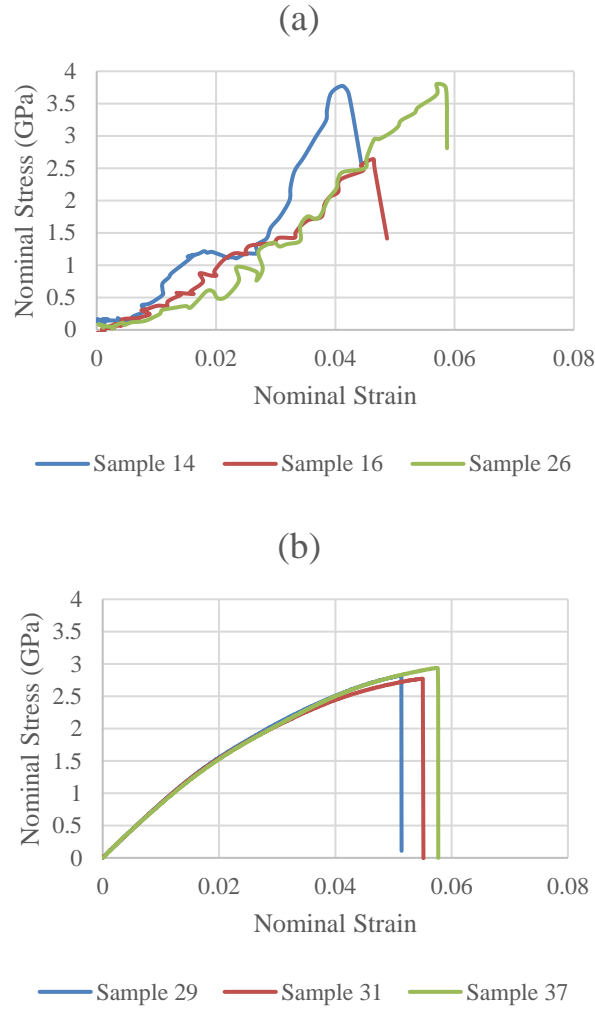 (a)
Nominal Stress (GPa)
4
3.5
3
2.5
2
1.5
1
0.5
0
0 0.02 0.04 0.06 0.08
Nominal Strain
Sample 14 Sample 16 Sample 26
(b)
Nominal Stress (GPa)
4
3.5
3
2.5
2
1.5
1
0.5
0
0 0.02 0.04 0.06 0.08
Nominal Strain
Sample 29 Sample 31 Sample 37